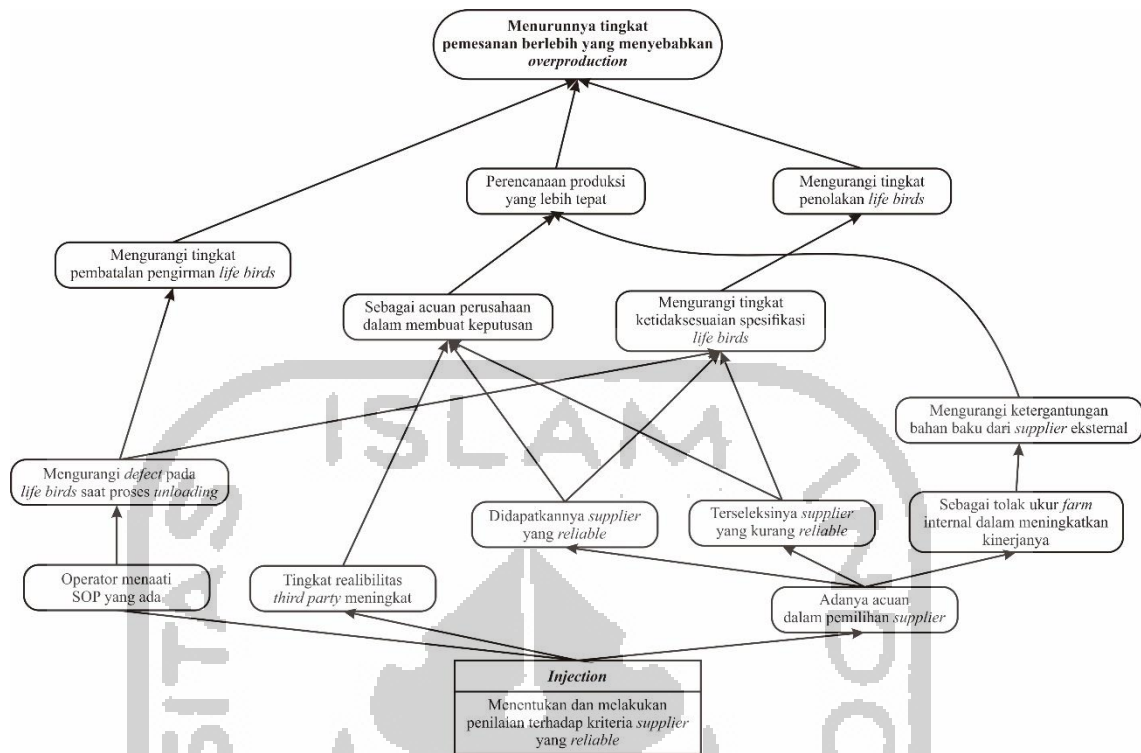 Menurunnya tingkat
pemesanan berlebih yang menyebabkan
overproduction
Perencanaan produksi
yang lebih tepat
Mengurangi tingkat
penolakan life birds
Mengurangi tingkat
pembatalan pengirman life birds
Sebagai acuan perusahaan
dalam membuat keputusan
Mengurangi tingkat
ketidaksesuaian spesifikasi
life birds
Mengurangi ketergantungan
bahan baku dari supplier eksternal
Mengurangi defect pada
life birds saat proses unloading
Didapatkannya supplier
yang reliable
Terseleksinya supplier
yang kurang reliable
Sebagai tolak ukur farm
internal dalam meningkatkan
kinerjanya
Operator menaati
SOP yang ada
Tingkat realibilitas
third party meningkat
Adanya acuan
dalam pemilihan supplier
Injection
Menentukan dan melakukan
penilaian terhadap kriteria supplier
yang reliable
ISLAM
SITAS
DONI